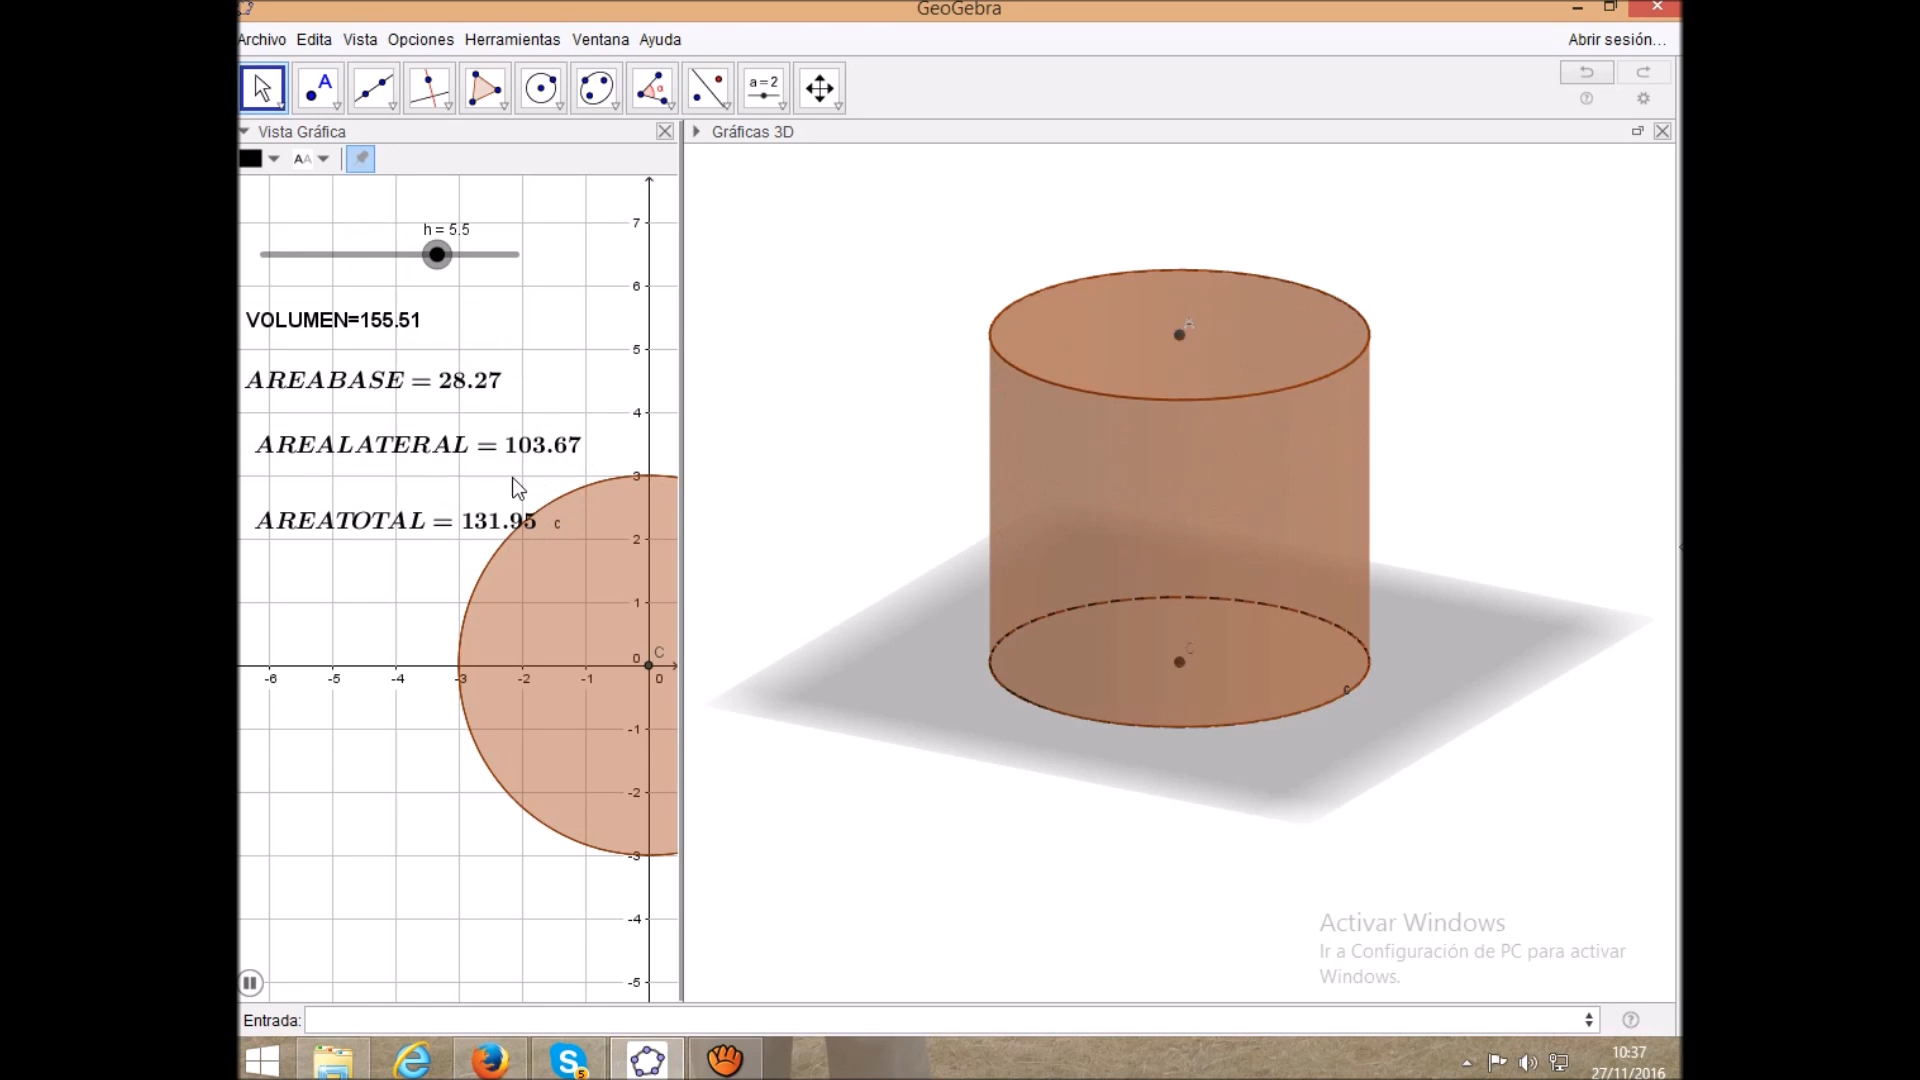 GeoGebra
Archivo Edita Vista Opciones Herramientas Ventana Ayuda
Abrir sesión...
A
α
a=2
Vista Gráfica
Gráficas 3D
AA
h = 5.5
VOLUMEN=155.51
AREABASE = 28.27
AREALATERAL = 103.67
AREATOTAL = 131.95
c
7
6
5
4
3
2
1
0
-1
-2
-3
-4
-5
-6 -5 -4 -3 -2 -1 0
C
A
C
c
Activar Windows
Ir a Configuración de PC para activar
Windows.
Entrada:
S
5
10:37
27/11/2016